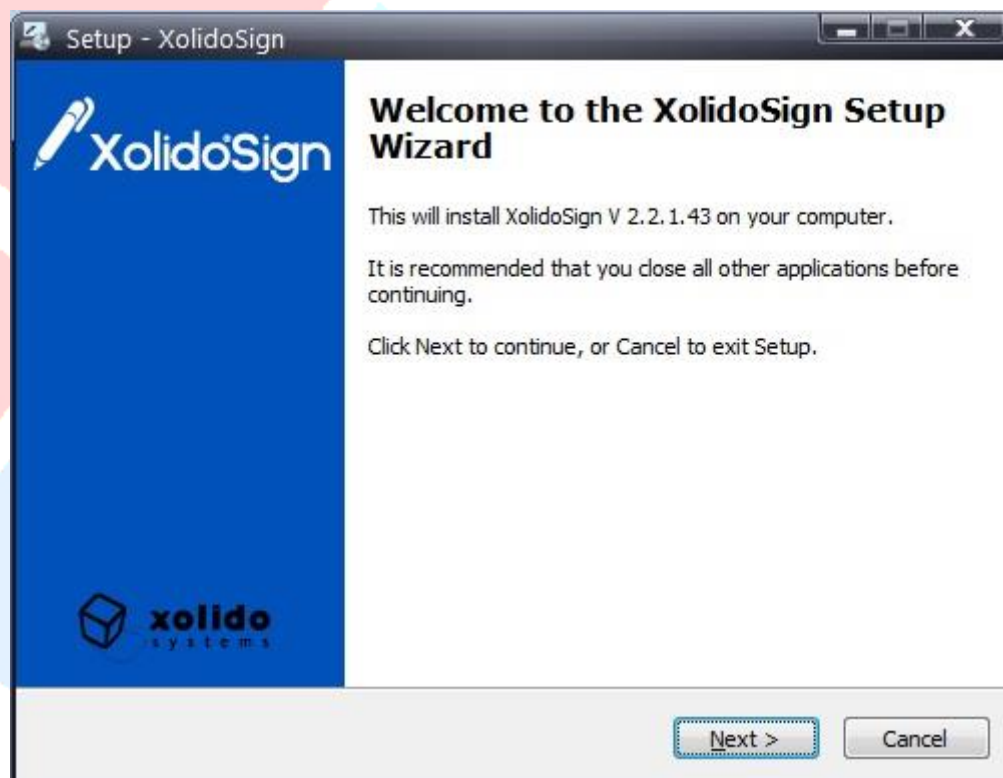 Setup - XolidoSign
XolidoSign
Welcome to the XolidoSign Setup
Wizard
This will install XolidoSign V 2.2.1.43 on your computer.
It is recommended that you close all other applications before
continuing.
Click Next to continue, or Cancel to exit Setup.
xolido
systems
Next >
Cancel